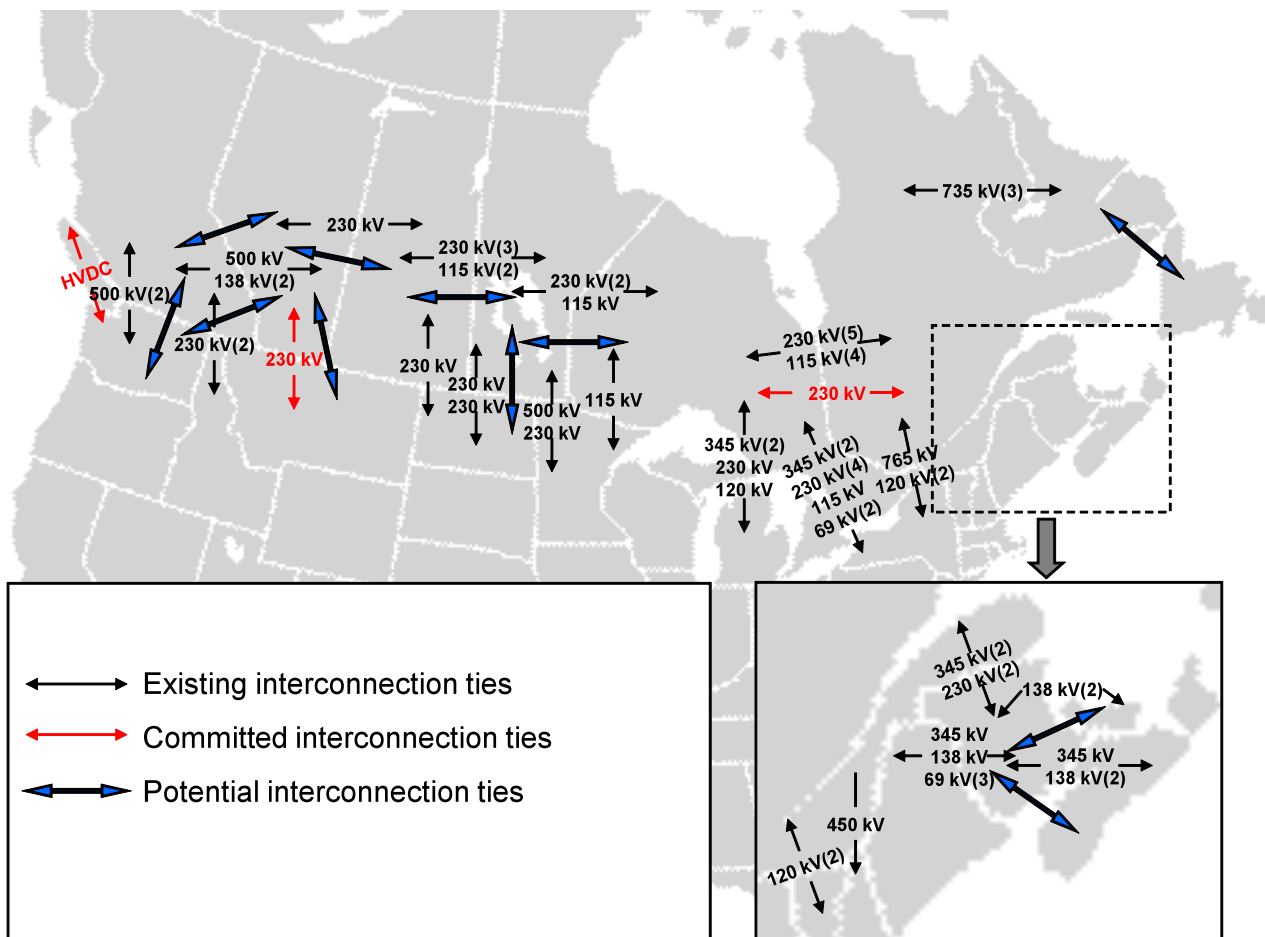 735 kV(3)
230 kV
230 kV(3)
115 kV(2)
500 kV
138 kV(2)
HVDC
500 kV(2)
230 kV(2)
115 kV
230 kV(2)
230 kV
230 kV
230 kV
230 kV
500 kV
230 kV
115 kV
230 kV(5)
115 kV(4)
230 kV
345 kV(2)
230 kV
120 kV
345 kV(2)
230 kV(4)
115 kV
69 kV(2)
765 kV
120 kV(2)
Existing interconnection ties
Committed interconnection ties
Potential interconnection ties
345 kV(2)
230 kV(2)
138 kV(2)
345 kV
138 kV
69 kV(3)
345 kV
138 kV(2)
450 kV
120 kV(2)